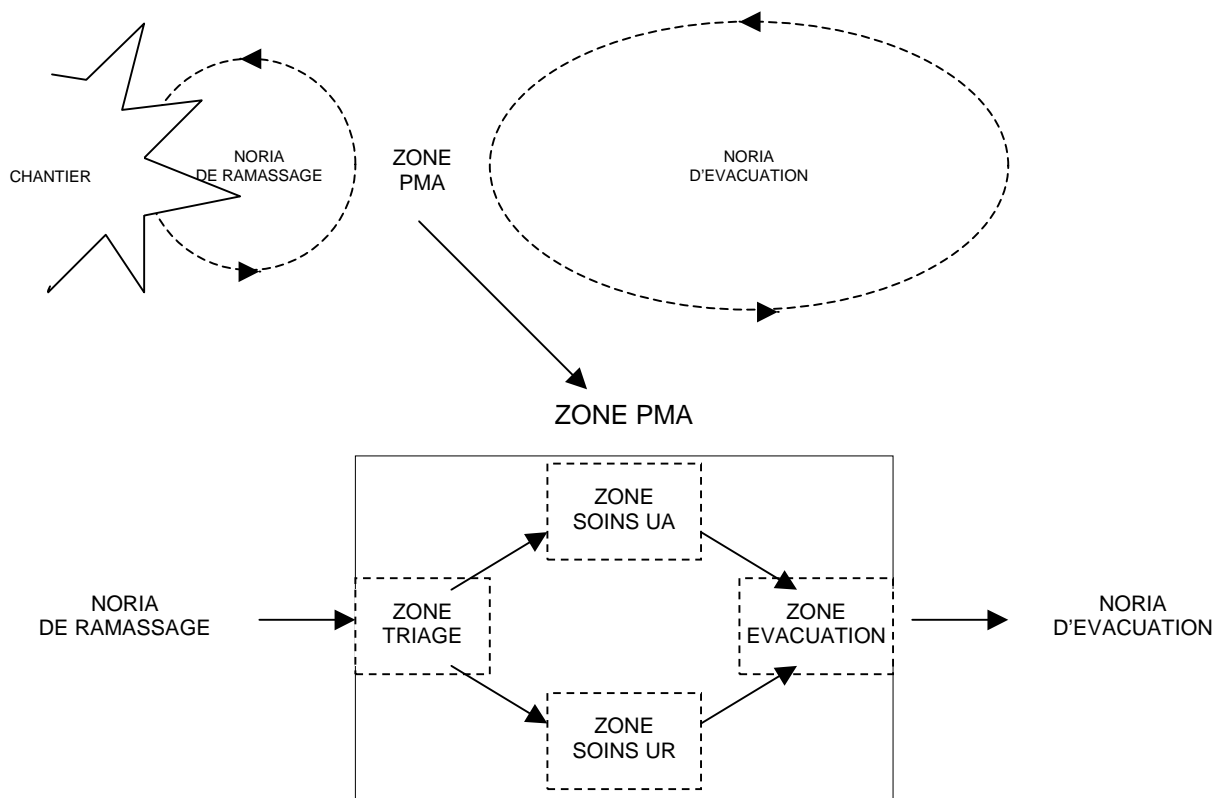 CHANTIER
NORIA
DE RAMASSAGE
ZONE
PMA
NORIA
D'EVACUATION
ZONE PMA
ZONE
SOINS UA
NORIA
DE RAMASSAGE
ZONE
TRIAGE
ZONE
EVACUATION
NORIA
D'EVACUATION
ZONE
SOINS UR